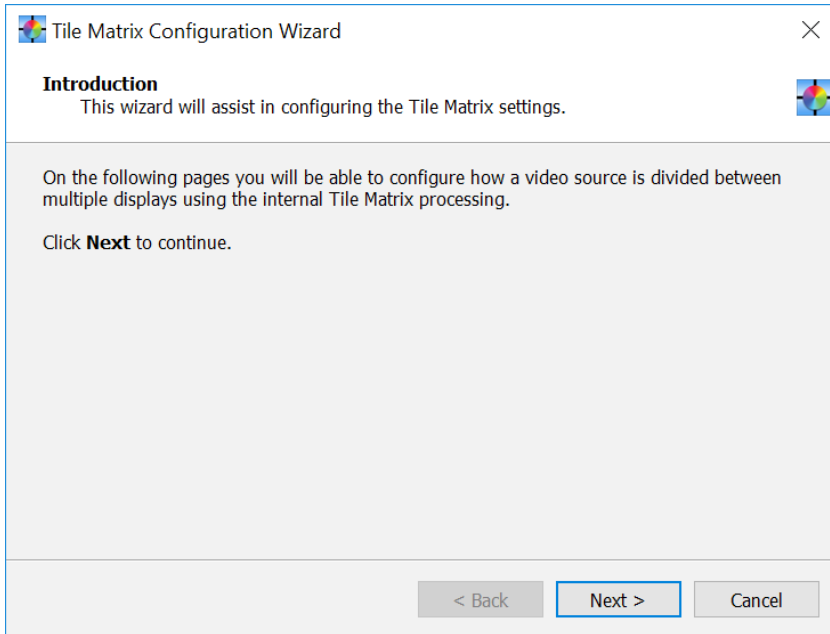 Tile Matrix Configuration Wizard
Introduction
This wizard will assist in configuring the Tile Matrix settings.
On the following pages you will be able to configure how a video source is divided between
multiple displays using the internal Tile Matrix processing.
Click Next to continue.
< Back Next > Cancel